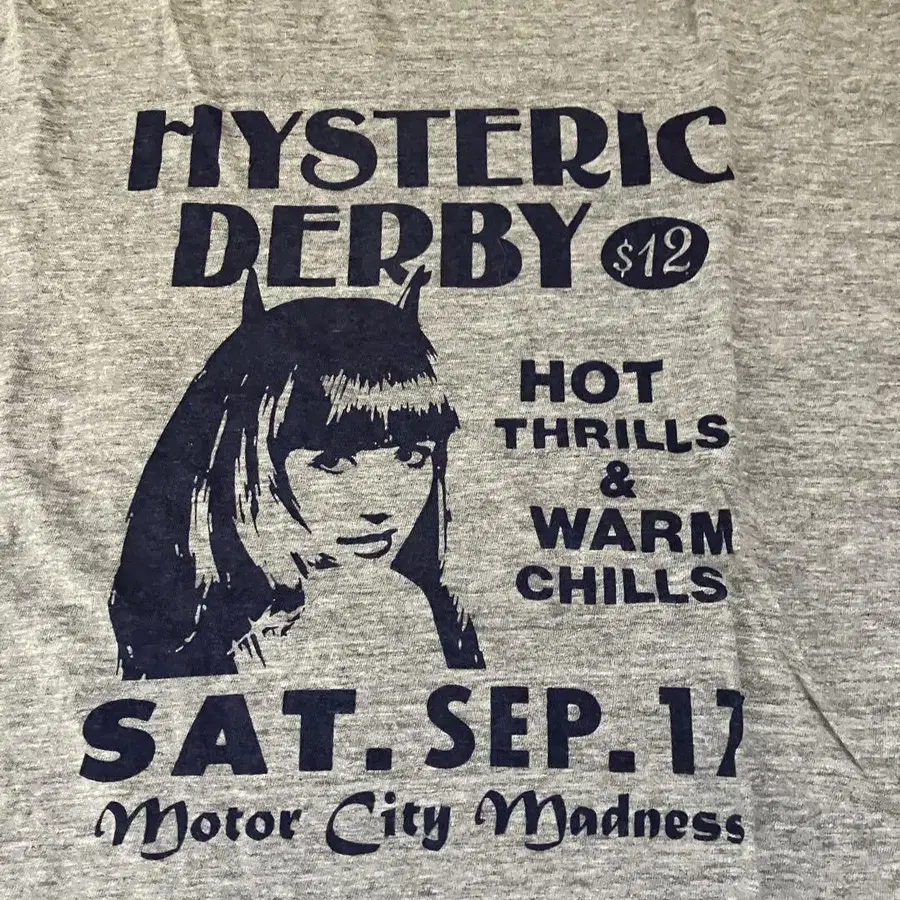 HYSTERIC
DERBY $12
HOT
THRILLS
&
WARM
CHILLS
SAT. SEP. 17
Motor City Madness